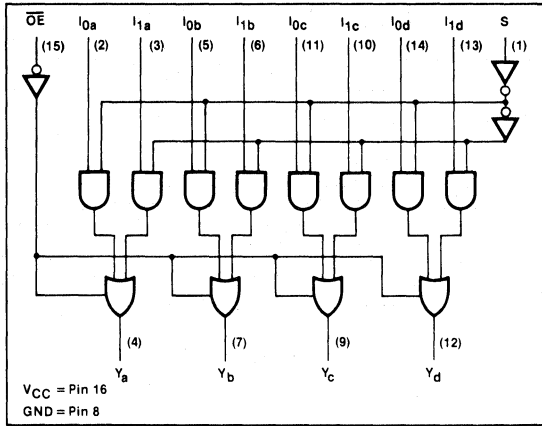 OE I0a I1a I0b I1b I0c I1c I0d I1d S
(15) (2) (3) (5) (6) (11) (10) (14) (13) (1)
(4) (7) (9) (12)
Ya Yb Yc Yd
VCC = Pin 16
GND = Pin 8